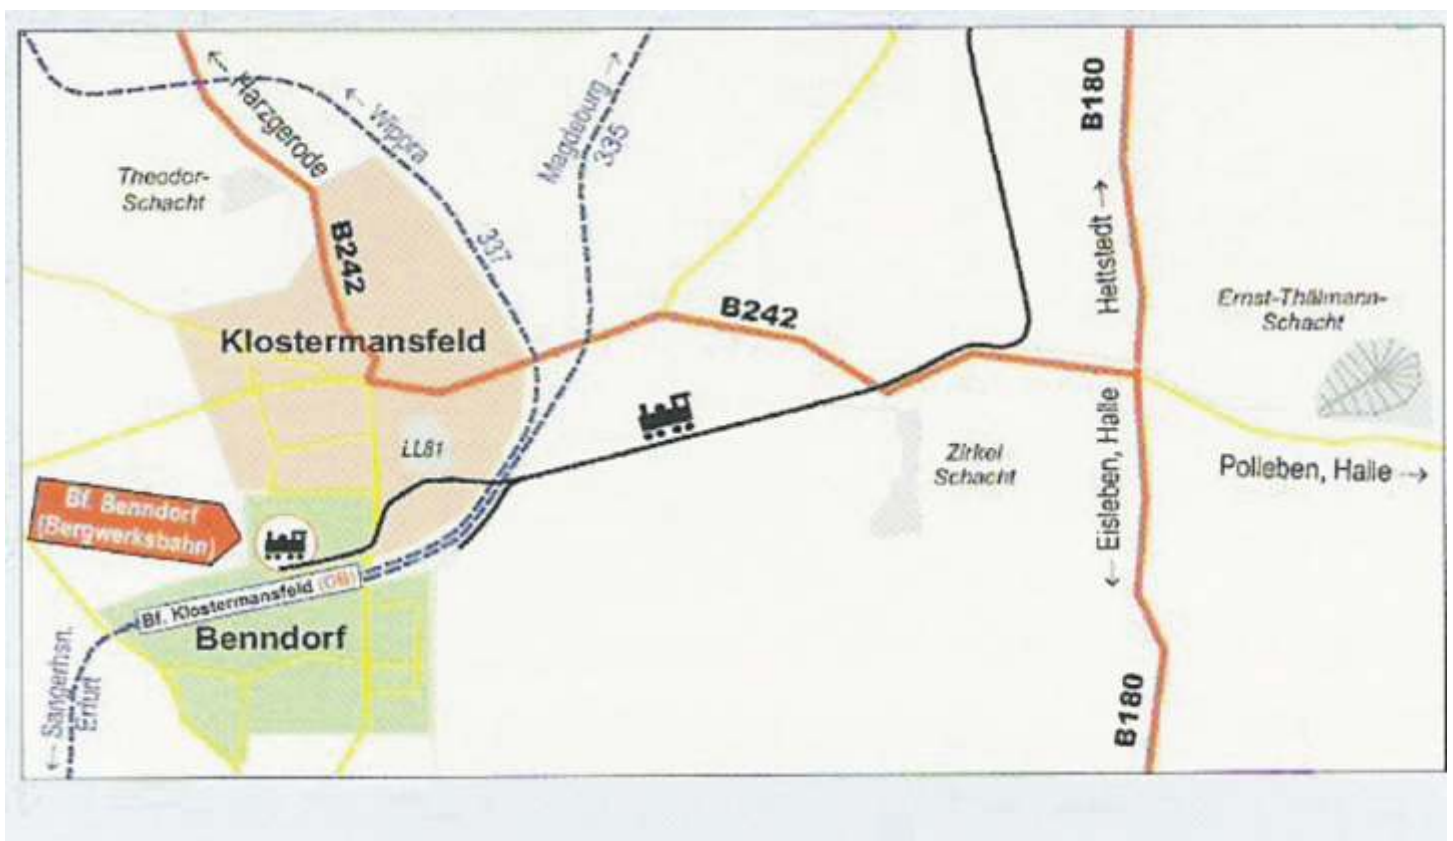 ← Harzgerode
← Wippra
Magdeburg →
335
B180
Theodor-
Schacht
337
B242
Hettstedt →
Ernst-Thälmann-
Schacht
B242
Klostermansfeld
LL81
Zirkel
Schacht
← Eisleben, Halle
Polleben, Halle →
Bf. Benndorf
(Bergwerksbahn)
Bf. Klostermansfeld (DB)
Benndorf
← Sangerhsn.
Erfurt
B180